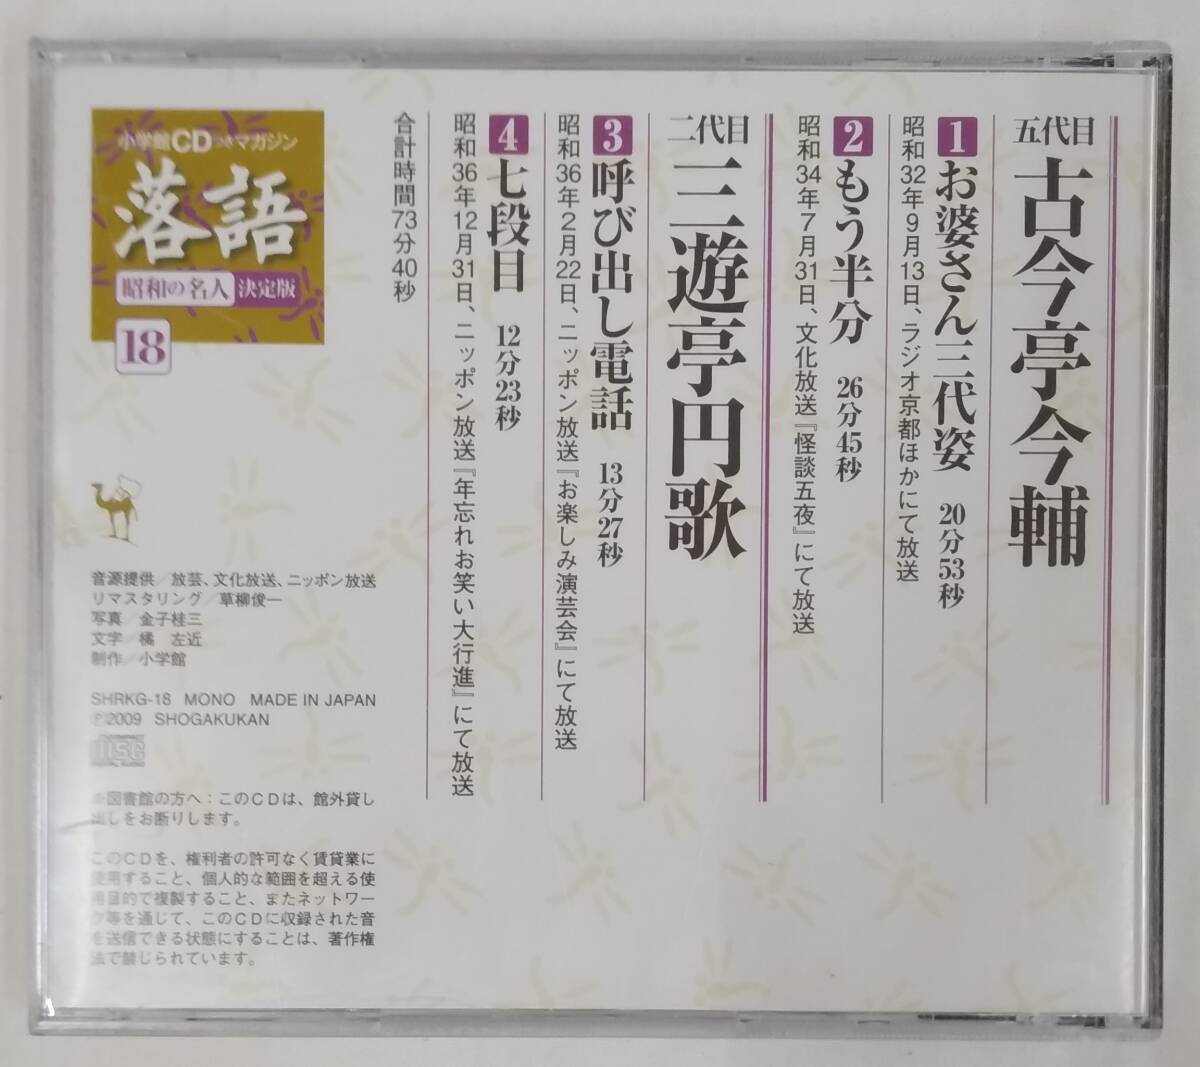 五代目 古今亭今輔
1 お婆さん三代姿 20分53秒
昭和32年9月13日、ラジオ京都ほかにて放送
2 もう半分 26分45秒
昭和34年7月31日、文化放送『怪談五夜』にて放送
二代目 三遊亭円歌
3 呼び出し電話 13分27秒
昭和36年2月22日、ニッポン放送『お楽しみ演芸会』にて放送
4 七段目 12分23秒
昭和36年12月31日、ニッポン放送『年忘れお笑い大行進』にて放送
合計時間73分40秒
小学館CDつきマガジン
落語
昭和の名人 決定版
18
音源提供／放芸、文化放送、ニッポン放送
リマスタリング／草柳俊一
写真／金子桂三
文字／橘 左近
制作／小学館
SHRKG-18 MONO MADE IN JAPAN
℗2009 SHOGAKUKAN
DISC
※図書館の方へ：このCDは、館外貸し
出しをお断りします。
このCDを、権利者の許可なく賃貸業に
使用すること、個人的な範囲を超える使
用目的で複製すること、またネットワー
ク等を通じて、このCDに収録された音
を送信できる状態にすることは、著作権
法で禁じられています。